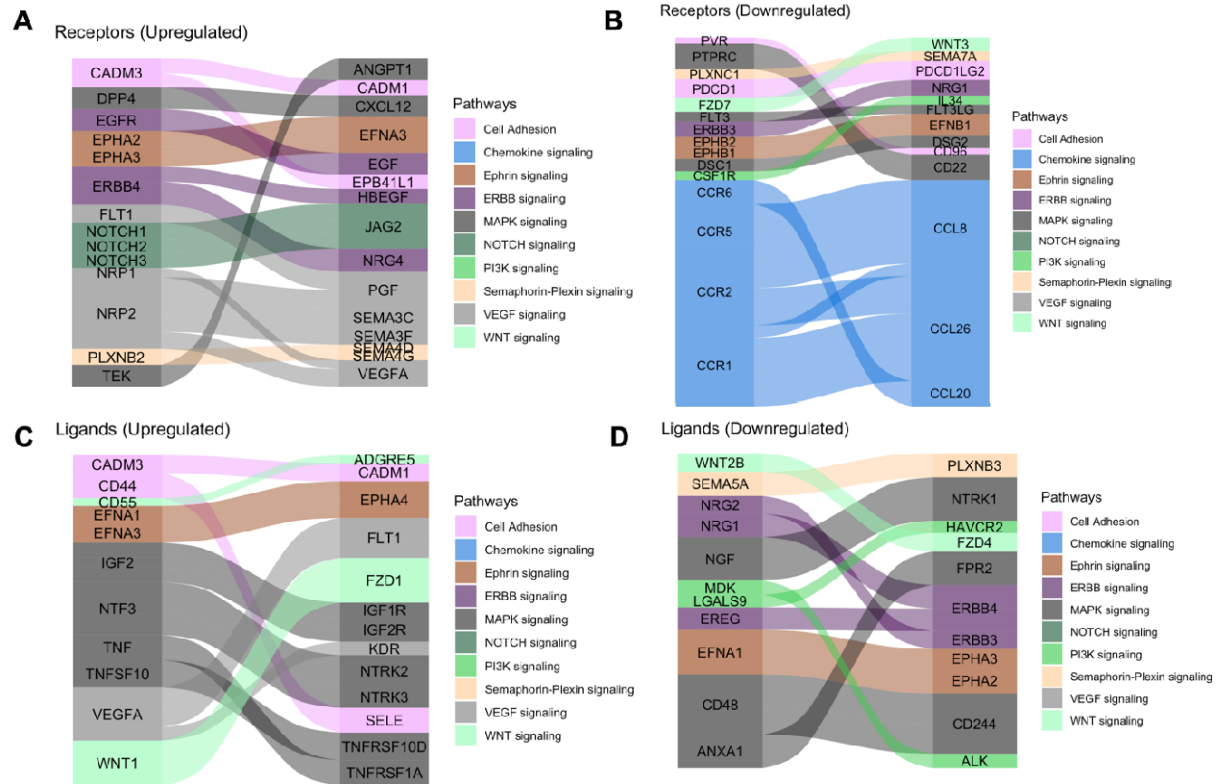 A
Receptors (Upregulated)
CADM3
DPP4
EGFR
EPHA2
EPHA3
ERBB4
FLT1
NOTCH1
NOTCH2
NOTCH3
NRP1
NRP2
PLXNB2
TEK
ANGPT1
CADM1
CXCL12
EFNA3
EGF
EPB41L1
HBEGF
JAG2
NRG4
PGF
SEMA3C
SEMA3F
SEMA4D
SEMA4G
VEGFA
Pathways
Cell Adhesion
Chemokine signaling
Ephrin signaling
ERBB signaling
MAPK signaling
NOTCH signaling
PI3K signaling
Semaphorin-Plexin signaling
VEGF signaling
WNT signaling
B
Receptors (Downregulated)
PVR
PTPRC
PLXNC1
PDCD1
FZD7
FLT3
ERBB3
EPHB2
EPHB1
DSC1
CSF1R
CCR6
CCR5
CCR2
CCR1
WNT3
SEMA7A
PDCD1LG2
NRG1
IL34
FLT3LG
EFNB1
DSG2
CD96
CD22
CCL8
CCL26
CCL20
Pathways
Cell Adhesion
Chemokine signaling
Ephrin signaling
ERBB signaling
MAPK signaling
NOTCH signaling
PI3K signaling
Semaphorin-Plexin signaling
VEGF signaling
WNT signaling
C
Ligands (Upregulated)
CADM3
CD44
CD55
EFNA1
EFNA3
IGF2
NTF3
TNF
TNFSF10
VEGFA
WNT1
ADGRE5
CADM1
EPHA4
FLT1
FZD1
IGF1R
IGF2R
KDR
NTRK2
NTRK3
SELE
TNFRSF10D
TNFRSF1A
Pathways
Cell Adhesion
Chemokine signaling
Ephrin signaling
ERBB signaling
MAPK signaling
NOTCH signaling
PI3K signaling
Semaphorin-Plexin signaling
VEGF signaling
WNT signaling
D
Ligands (Downregulated)
WNT2B
SEMA5A
NRG2
NRG1
NGF
MDK
LGALS9
EREG
EFNA1
CD48
ANXA1
PLXNB3
NTRK1
HAVCR2
FZD4
FPR2
ERBB4
ERBB3
EPHA3
EPHA2
CD244
ALK
Pathways
Cell Adhesion
Chemokine signaling
Ephrin signaling
ERBB signaling
MAPK signaling
NOTCH signaling
PI3K signaling
Semaphorin-Plexin signaling
VEGF signaling
WNT signaling